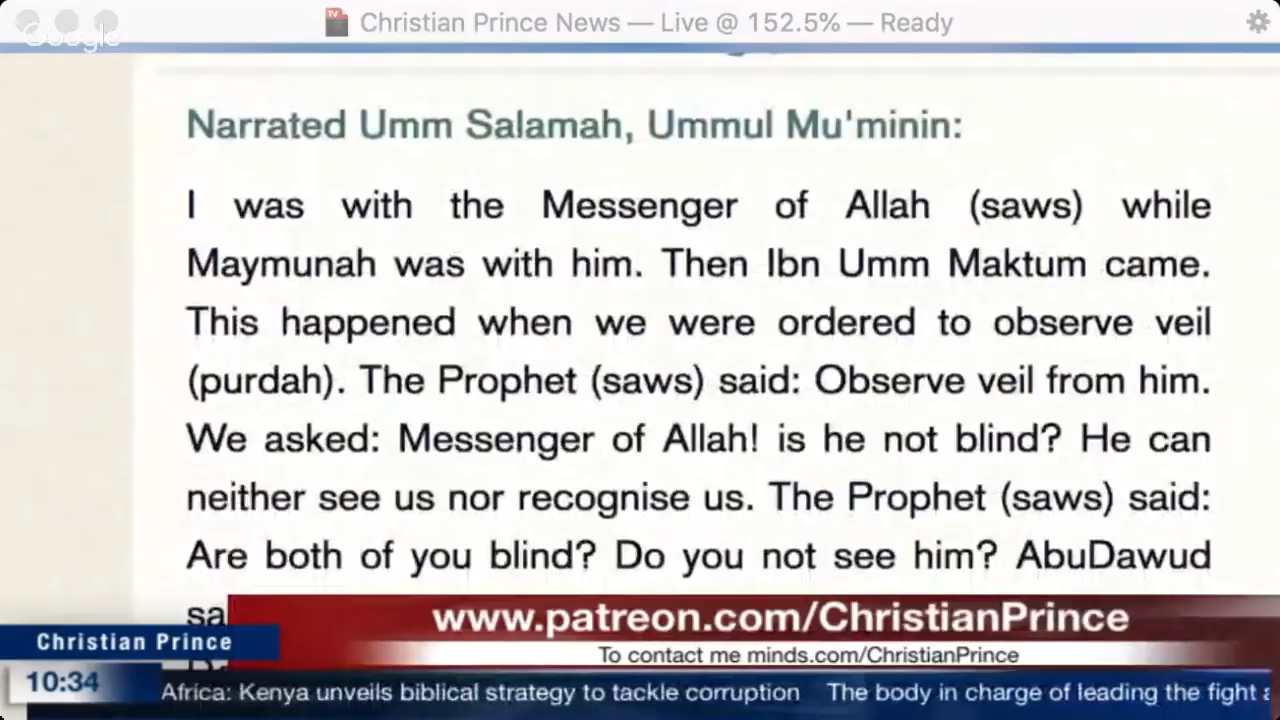 Christian Prince News — Live @ 152.5% — Ready
Google
Narrated Umm Salamah, Ummul Mu'minin:
I was with the Messenger of Allah (saws) while
Maymunah was with him. Then Ibn Umm Maktum came.
This happened when we were ordered to observe veil
(purdah). The Prophet (saws) said: Observe veil from him.
We asked: Messenger of Allah! is he not blind? He can
neither see us nor recognise us. The Prophet (saws) said:
Are both of you blind? Do you not see him? AbuDawud
sa
www.patreon.com/ChristianPrince
Christian Prince
To contact me minds.com/ChristianPrince
10:34
Africa: Kenya unveils biblical strategy to tackle corruption The body in charge of leading the fight a